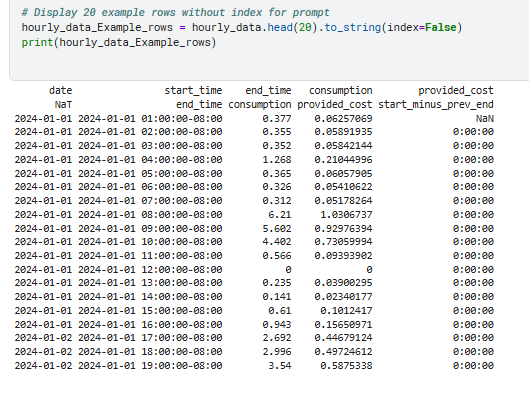 # Display 20 example rows without index for prompt
hourly_data_Example_rows = hourly_data.head(20).to_string(index=False)
print(hourly_data_Example_rows)
date start_time end_time consumption provided_cost
NaT end_time consumption provided_cost start_minus_prev_end
2024-01-01 2024-01-01 01:00:00-08:00 0.377 0.06257069 NaN
2024-01-01 2024-01-01 02:00:00-08:00 0.355 0.05891935 0:00:00
2024-01-01 2024-01-01 03:00:00-08:00 0.352 0.05842144 0:00:00
2024-01-01 2024-01-01 04:00:00-08:00 1.268 0.21044996 0:00:00
2024-01-01 2024-01-01 05:00:00-08:00 0.365 0.06057905 0:00:00
2024-01-01 2024-01-01 06:00:00-08:00 0.326 0.05410622 0:00:00
2024-01-01 2024-01-01 07:00:00-08:00 0.312 0.05178264 0:00:00
2024-01-01 2024-01-01 08:00:00-08:00 6.21 1.0306737 0:00:00
2024-01-01 2024-01-01 09:00:00-08:00 5.602 0.92976394 0:00:00
2024-01-01 2024-01-01 10:00:00-08:00 4.402 0.73059994 0:00:00
2024-01-01 2024-01-01 11:00:00-08:00 0.566 0.09393902 0:00:00
2024-01-01 2024-01-01 12:00:00-08:00 0 0 0:00:00
2024-01-01 2024-01-01 13:00:00-08:00 0.235 0.03900295 0:00:00
2024-01-01 2024-01-01 14:00:00-08:00 0.141 0.02340177 0:00:00
2024-01-01 2024-01-01 15:00:00-08:00 0.61 0.1012417 0:00:00
2024-01-01 2024-01-01 16:00:00-08:00 0.943 0.15650971 0:00:00
2024-01-02 2024-01-01 17:00:00-08:00 2.692 0.44679124 0:00:00
2024-01-02 2024-01-01 18:00:00-08:00 2.996 0.49724612 0:00:00
2024-01-02 2024-01-01 19:00:00-08:00 3.54 0.5875338 0:00:00